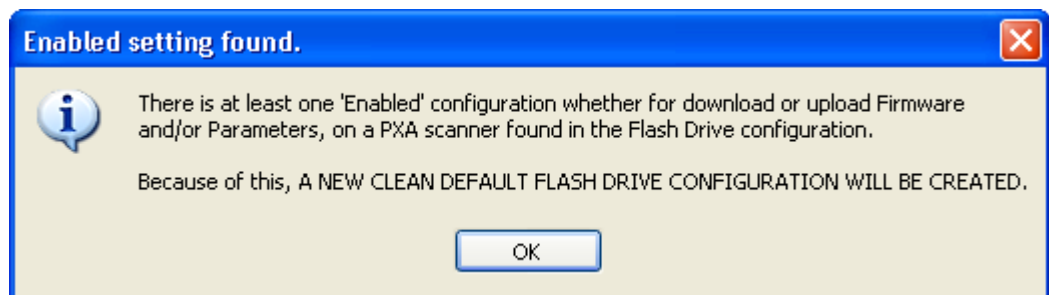 Enabled setting found.
There is at least one 'Enabled' configuration whether for download or upload Firmware
and/or Parameters, on a PXA scanner found in the Flash Drive configuration.
Because of this, A NEW CLEAN DEFAULT FLASH DRIVE CONFIGURATION WILL BE CREATED.
OK